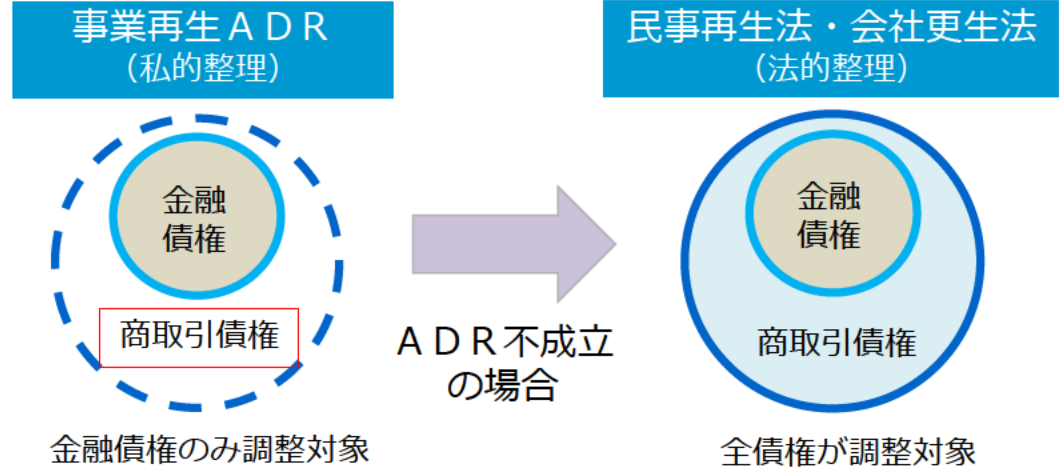 事業再生ＡＤＲ
（私的整理）
金融
債権
商取引債権
金融債権のみ調整対象
ＡＤＲ不成立
の場合
民事再生法・会社更生法
（法的整理）
金融
債権
商取引債権
全債権が調整対象